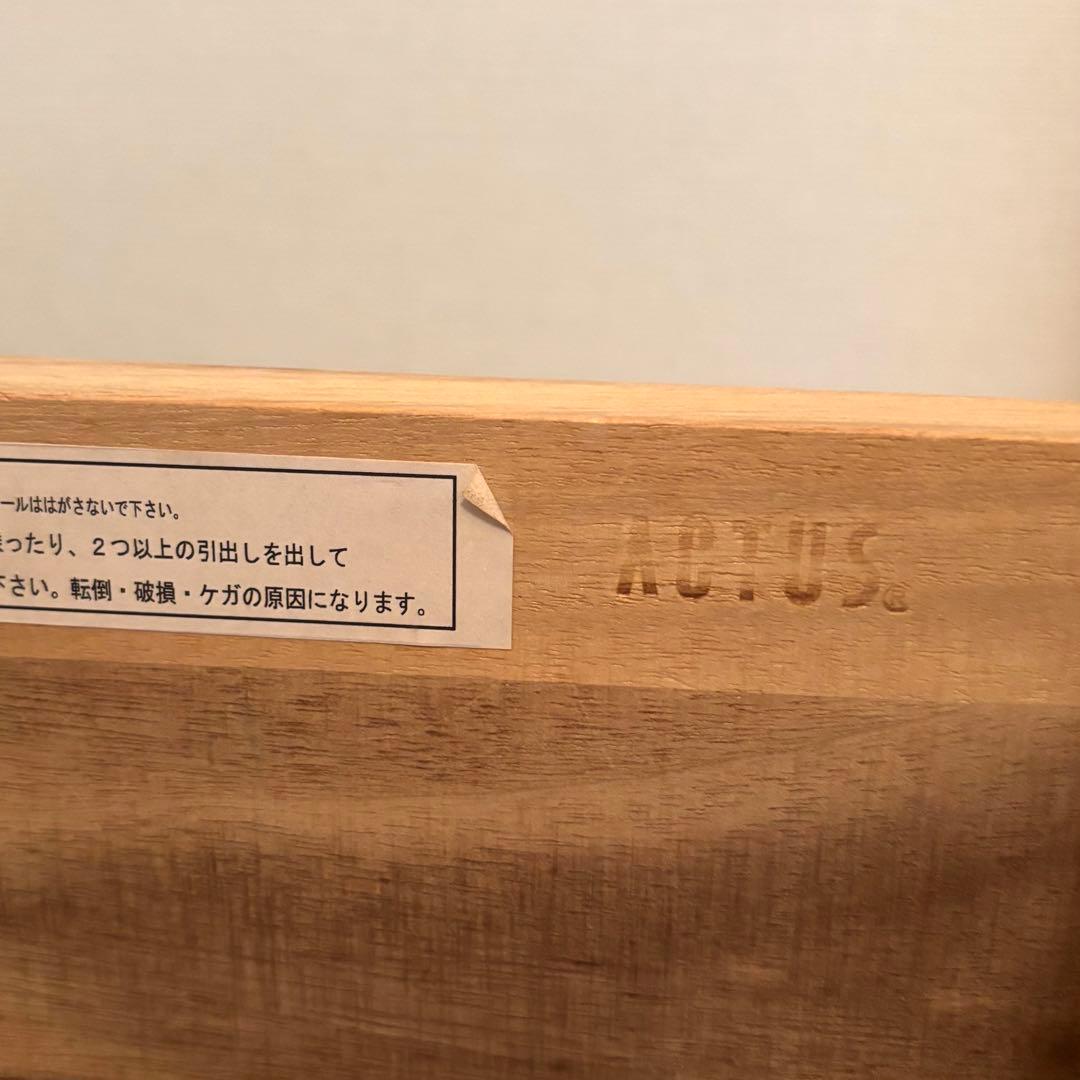 ールははがさないで下さい。
ったり、２つ以上の引出しを出して
下さい。転倒・破損・ケガの原因になります。
ACTUS®